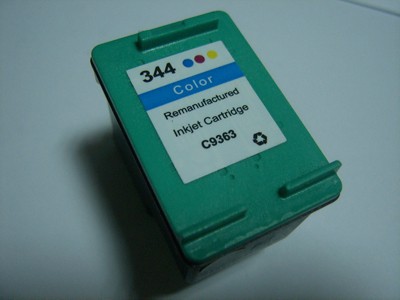 344
Color
Remanufactured
Inkjet Cartridge
C9363